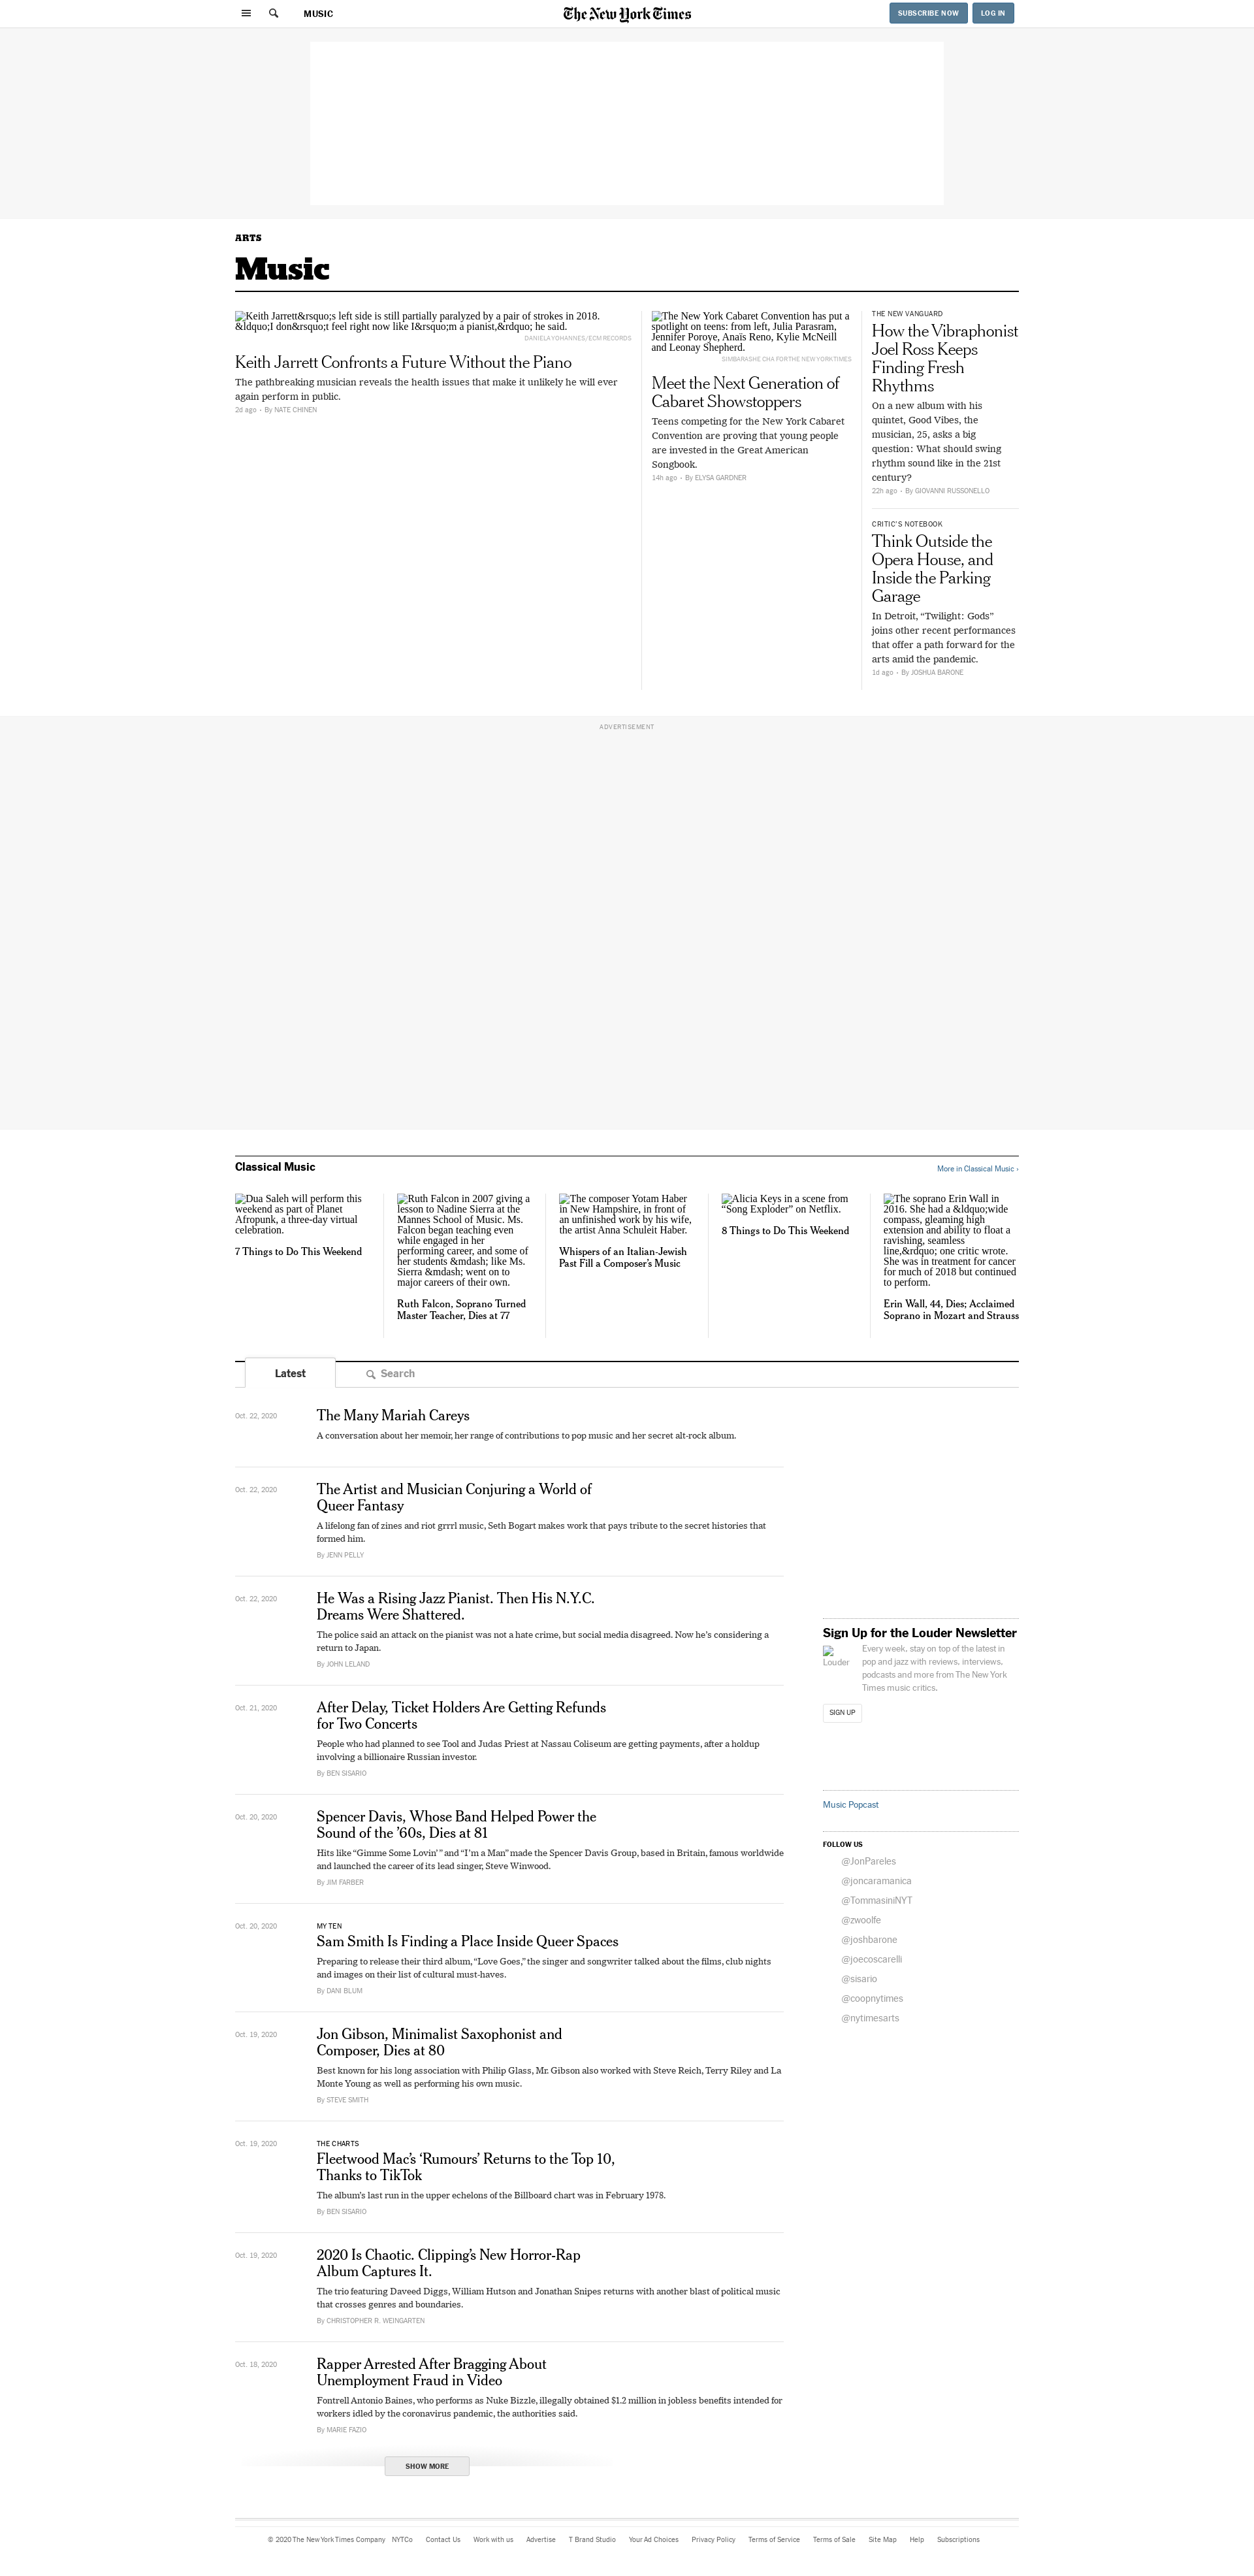 MUSIC
The New York Times
SUBSCRIBE NOW
LOG IN
ARTS
Music
Keith Jarrett&rsquo;s left side is still partially paralyzed by a pair of strokes in 2018.
&ldquo;I don&rsquo;t feel right now like I&rsquo;m a pianist,&rdquo; he said.
DANIELA YOHANNES/ECM RECORDS
Keith Jarrett Confronts a Future Without the Piano
The pathbreaking musician reveals the health issues that make it unlikely he will ever
again perform in public.
2d ago • By NATE CHINEN
The New York Cabaret Convention has put a
spotlight on teens: from left, Julia Parasram,
Jennifer Poroye, Anaïs Reno, Kylie McNeill
and Leonay Shepherd.
SIMBARASHE CHA FOR THE NEW YORK TIMES
Meet the Next Generation of
Cabaret Showstoppers
Teens competing for the New York Cabaret
Convention are proving that young people
are invested in the Great American
Songbook.
14h ago • By ELYSA GARDNER
THE NEW VANGUARD
How the Vibraphonist
Joel Ross Keeps
Finding Fresh
Rhythms
On a new album with his
quintet, Good Vibes, the
musician, 25, asks a big
question: What should swing
rhythm sound like in the 21st
century?
22h ago • By GIOVANNI RUSSONELLO
CRITIC'S NOTEBOOK
Think Outside the
Opera House, and
Inside the Parking
Garage
In Detroit, “Twilight: Gods”
joins other recent performances
that offer a path forward for the
arts amid the pandemic.
1d ago • By JOSHUA BARONE
ADVERTISEMENT
Classical Music
More in Classical Music ›
Dua Saleh will perform this
weekend as part of Planet
Afropunk, a three-day virtual
celebration.
7 Things to Do This Weekend
Ruth Falcon in 2007 giving a
lesson to Nadine Sierra at the
Mannes School of Music. Ms.
Falcon began teaching even
while engaged in her
performing career, and some of
her students &mdash; like Ms.
Sierra &mdash; went on to
major careers of their own.
Ruth Falcon, Soprano Turned
Master Teacher, Dies at 77
The composer Yotam Haber
in New Hampshire, in front of
an unfinished work by his wife,
the artist Anna Schuleit Haber.
Whispers of an Italian-Jewish
Past Fill a Composer’s Music
Alicia Keys in a scene from
“Song Exploder” on Netflix.
8 Things to Do This Weekend
The soprano Erin Wall in
2016. She had a &ldquo;wide
compass, gleaming high
extension and ability to float a
ravishing, seamless
line,&rdquo; one critic wrote.
She was in treatment for cancer
for much of 2018 but continued
to perform.
Erin Wall, 44, Dies; Acclaimed
Soprano in Mozart and Strauss
Latest
Search
Oct. 22, 2020
The Many Mariah Careys
A conversation about her memoir, her range of contributions to pop music and her secret alt-rock album.
Oct. 22, 2020
The Artist and Musician Conjuring a World of
Queer Fantasy
A lifelong fan of zines and riot grrrl music, Seth Bogart makes work that pays tribute to the secret histories that
formed him.
By JENN PELLY
Oct. 22, 2020
He Was a Rising Jazz Pianist. Then His N.Y.C.
Dreams Were Shattered.
The police said an attack on the pianist was not a hate crime, but social media disagreed. Now he’s considering a
return to Japan.
By JOHN LELAND
Oct. 21, 2020
After Delay, Ticket Holders Are Getting Refunds
for Two Concerts
People who had planned to see Tool and Judas Priest at Nassau Coliseum are getting payments, after a holdup
involving a billionaire Russian investor.
By BEN SISARIO
Oct. 20, 2020
Spencer Davis, Whose Band Helped Power the
Sound of the ’60s, Dies at 81
Hits like “Gimme Some Lovin’ ” and “I’m a Man” made the Spencer Davis Group, based in Britain, famous worldwide
and launched the career of its lead singer, Steve Winwood.
By JIM FARBER
Oct. 20, 2020
MY TEN
Sam Smith Is Finding a Place Inside Queer Spaces
Preparing to release their third album, “Love Goes,” the singer and songwriter talked about the films, club nights
and images on their list of cultural must-haves.
By DANI BLUM
Oct. 19, 2020
Jon Gibson, Minimalist Saxophonist and
Composer, Dies at 80
Best known for his long association with Philip Glass, Mr. Gibson also worked with Steve Reich, Terry Riley and La
Monte Young as well as performing his own music.
By STEVE SMITH
Oct. 19, 2020
THE CHARTS
Fleetwood Mac’s ‘Rumours’ Returns to the Top 10,
Thanks to TikTok
The album’s last run in the upper echelons of the Billboard chart was in February 1978.
By BEN SISARIO
Oct. 19, 2020
2020 Is Chaotic. Clipping’s New Horror-Rap
Album Captures It.
The trio featuring Daveed Diggs, William Hutson and Jonathan Snipes returns with another blast of political music
that crosses genres and boundaries.
By CHRISTOPHER R. WEINGARTEN
Oct. 18, 2020
Rapper Arrested After Bragging About
Unemployment Fraud in Video
Fontrell Antonio Baines, who performs as Nuke Bizzle, illegally obtained $1.2 million in jobless benefits intended for
workers idled by the coronavirus pandemic, the authorities said.
By MARIE FAZIO
SHOW MORE
Sign Up for the Louder Newsletter
Louder
Every week, stay on top of the latest in
pop and jazz with reviews, interviews,
podcasts and more from The New York
Times music critics.
SIGN UP
Music Popcast
FOLLOW US
@JonPareles
@joncaramanica
@TommasiniNYT
@zwoolfe
@joshbarone
@joecoscarelli
@sisario
@coopnytimes
@nytimesarts
© 2020 The New York Times Company NYTCo Contact Us Work with us Advertise T Brand Studio Your Ad Choices Privacy Policy Terms of Service Terms of Sale Site Map Help Subscriptions